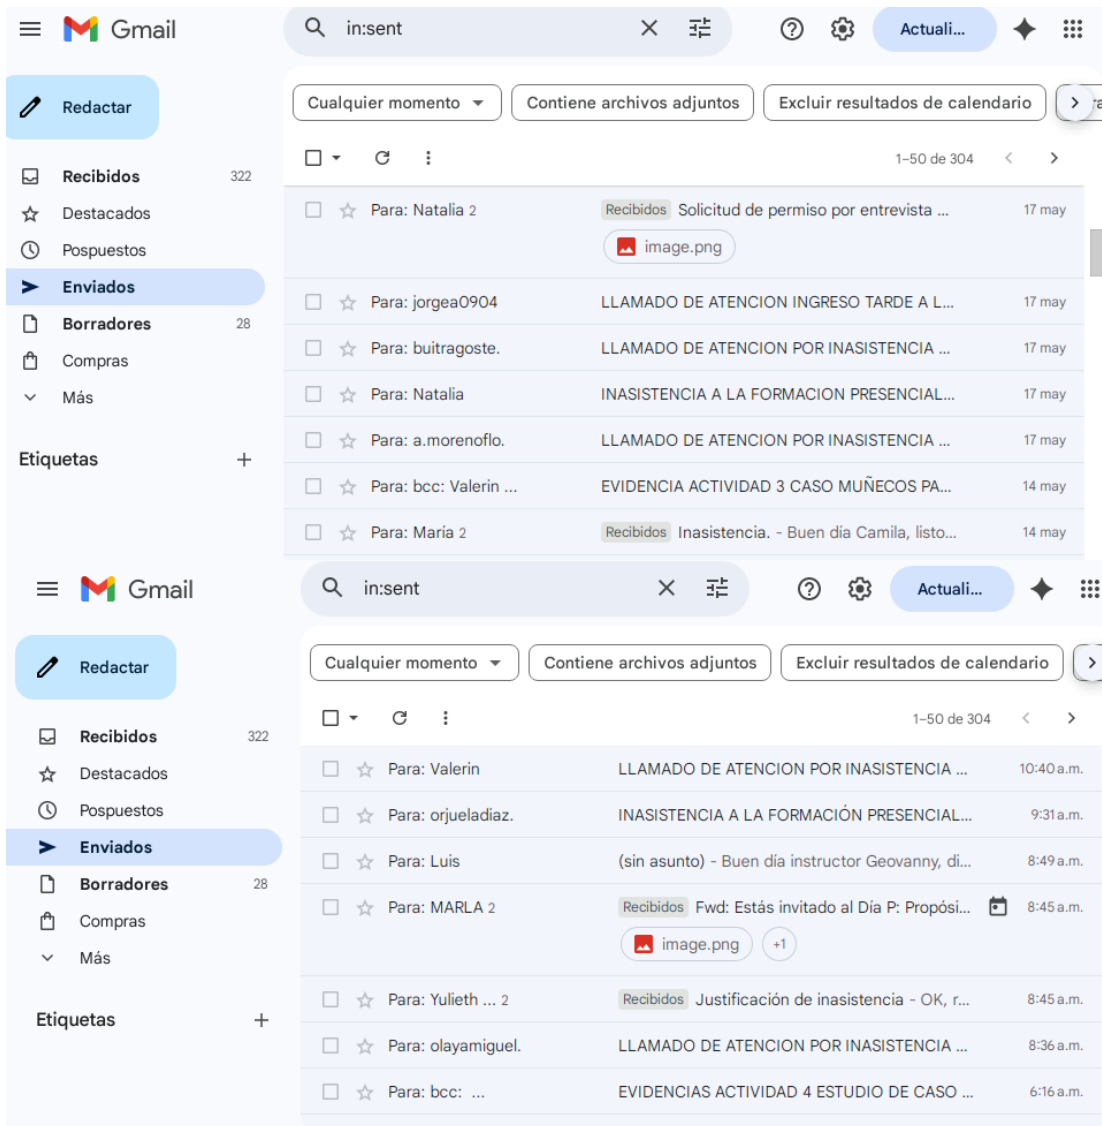 Gmail
in:sent
Actuali...
Redactar
Cualquier momento
Contiene archivos adjuntos
Excluir resultados de calendario
1–50 de 304
Recibidos 322
Destacados
Pospuestos
Enviados
Borradores 28
Compras
Más
Etiquetas
Para: Natalia 2 Recibidos Solicitud de permiso por entrevista ... 17 may
image.png
Para: jorgea0904 LLAMADO DE ATENCION INGRESO TARDE A L... 17 may
Para: buitragoste. LLAMADO DE ATENCION POR INASISTENCIA ... 17 may
Para: Natalia INASISTENCIA A LA FORMACION PRESENCIAL... 17 may
Para: a.morenoflo. LLAMADO DE ATENCION POR INASISTENCIA ... 17 may
Para: bcc: Valerin ... EVIDENCIA ACTIVIDAD 3 CASO MUÑECOS PA... 14 may
Para: María 2 Recibidos Inasistencia. - Buen día Camila, listo... 14 may
Gmail
in:sent
Actuali...
Redactar
Cualquier momento
Contiene archivos adjuntos
Excluir resultados de calendario
1–50 de 304
Recibidos 322
Destacados
Pospuestos
Enviados
Borradores 28
Compras
Más
Etiquetas
Para: Valerin LLAMADO DE ATENCION POR INASISTENCIA ... 10:40 a.m.
Para: orjueladiaz. INASISTENCIA A LA FORMACIÓN PRESENCIAL... 9:31 a.m.
Para: Luis (sin asunto) - Buen día instructor Geovanny, di... 8:49 a.m.
Para: MARLA 2 Recibidos Fwd: Estás invitado al Día P: Propósi... 8:45 a.m.
image.png +1
Para: Yulieth ... 2 Recibidos Justificación de inasistencia - OK, r... 8:45 a.m.
Para: olayamiguel. LLAMADO DE ATENCION POR INASISTENCIA ... 8:36 a.m.
Para: bcc: ... EVIDENCIAS ACTIVIDAD 4 ESTUDIO DE CASO ... 6:16 a.m.